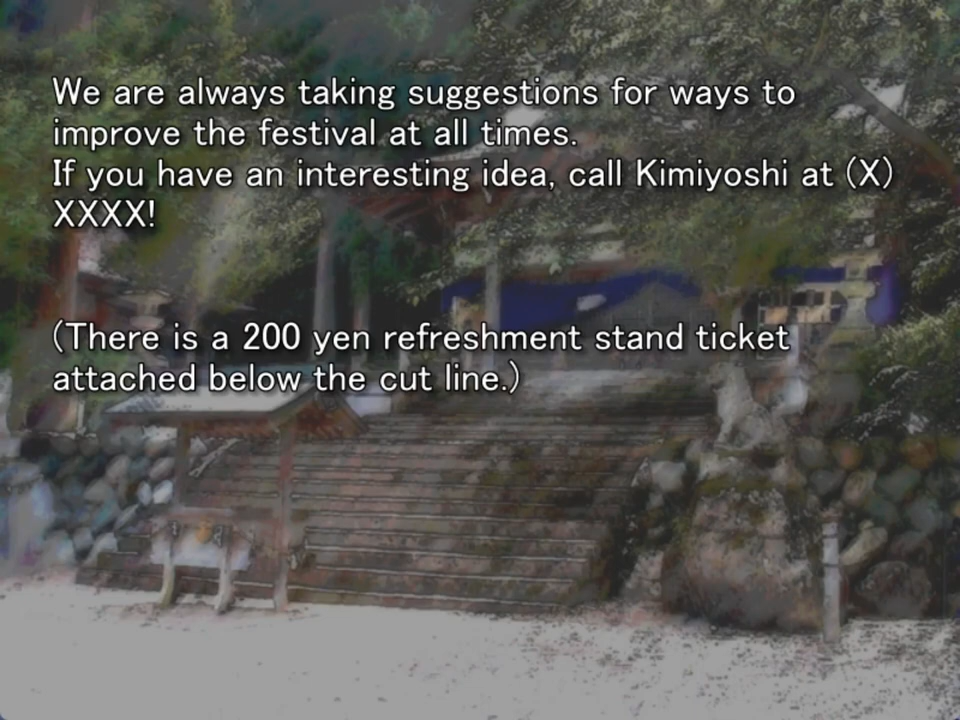 We are always taking suggestions for ways to
improve the festival at all times.
If you have an interesting idea, call Kimiyoshi at (X)
XXXX!
(There is a 200 yen refreshment stand ticket
attached below the cut line.)